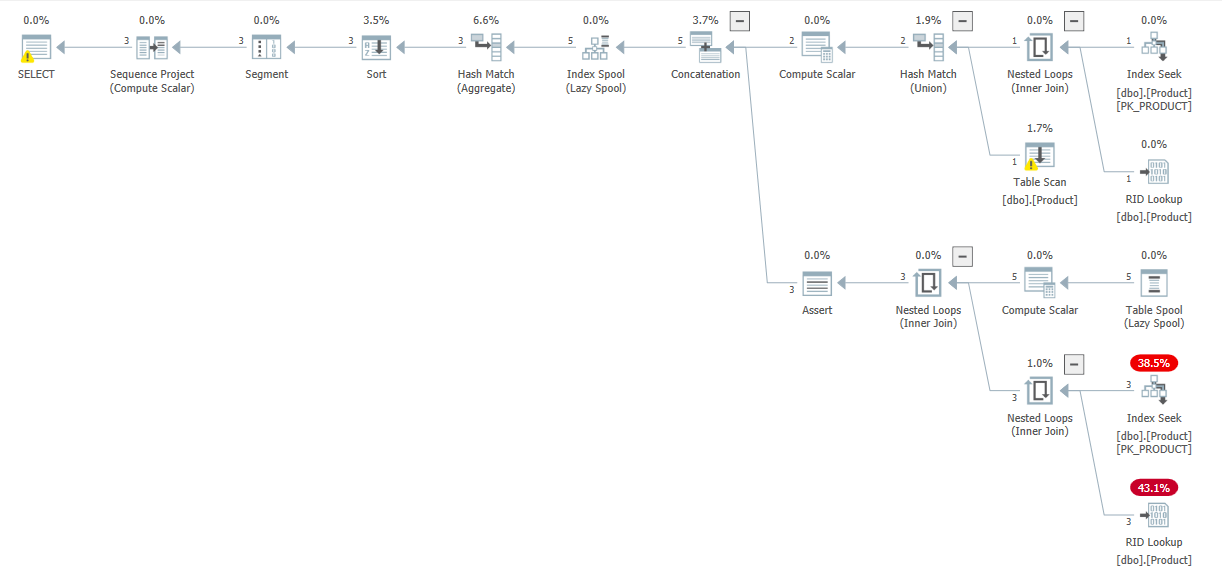 0.0% 0.0% 0.0% 3.5% 6.6% 0.0% 3.7% 0.0% 1.9% 0.0% 0.0%
3 3 3 3 5 5 2 2 1 1
SELECT Sequence Project Segment Sort Hash Match Index Spool Concatenation Compute Scalar Hash Match Nested Loops Index Seek
(Compute Scalar) (Aggregate) (Lazy Spool) (Union) (Inner Join) [dbo].[Product]
[PK_PRODUCT]
1.7% 0.0%
1 1
Table Scan RID Lookup
[dbo].[Product] [dbo].[Product]
0.0% 0.0% 0.0% 0.0%
3 3 5 5
Assert Nested Loops Compute Scalar Table Spool
(Inner Join) (Lazy Spool)
1.0% 38.5%
3 3
Nested Loops Index Seek
(Inner Join) [dbo].[Product]
[PK_PRODUCT]
43.1%
3
RID Lookup
[dbo].[Product]